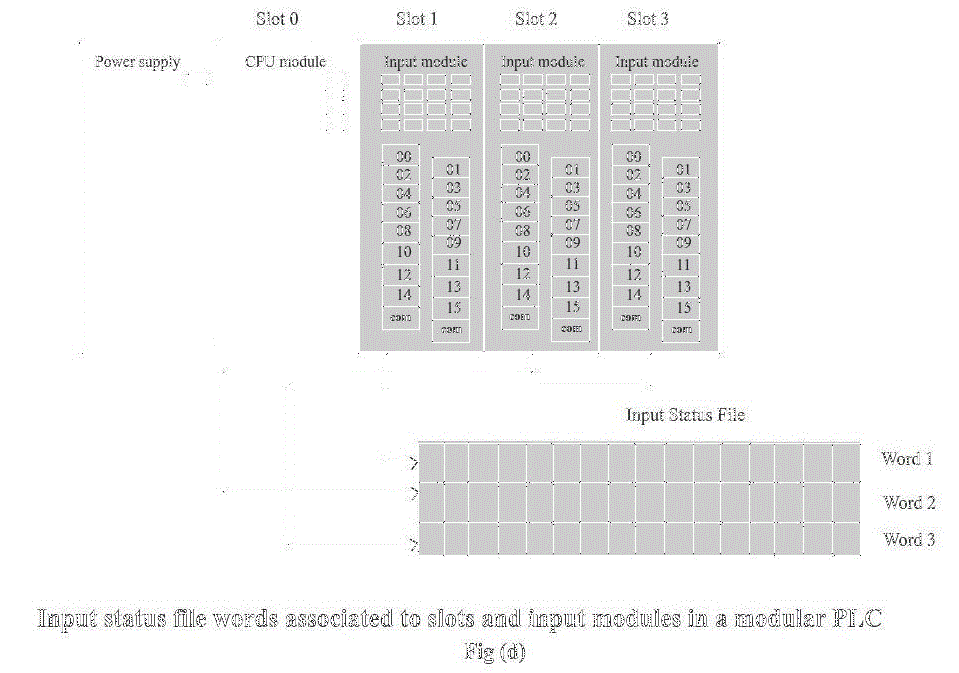 Slot 0 Slot 1 Slot 2 Slot 3
Power supply CPU module Input module Input module Input module
00 00 00
01 01 01
02 02 02
03 03 03
04 04 04
05 05 05
06 06 06
07 07 07
08 08 08
09 09 09
10 10 10
11 11 11
12 12 12
13 13 13
14 14 14
15 15 15
com com com
com com com
Input Status File
Word 1
Word 2
Word 3
Input status file words associated to slots and input modules in a modular PLC
Fig (d)